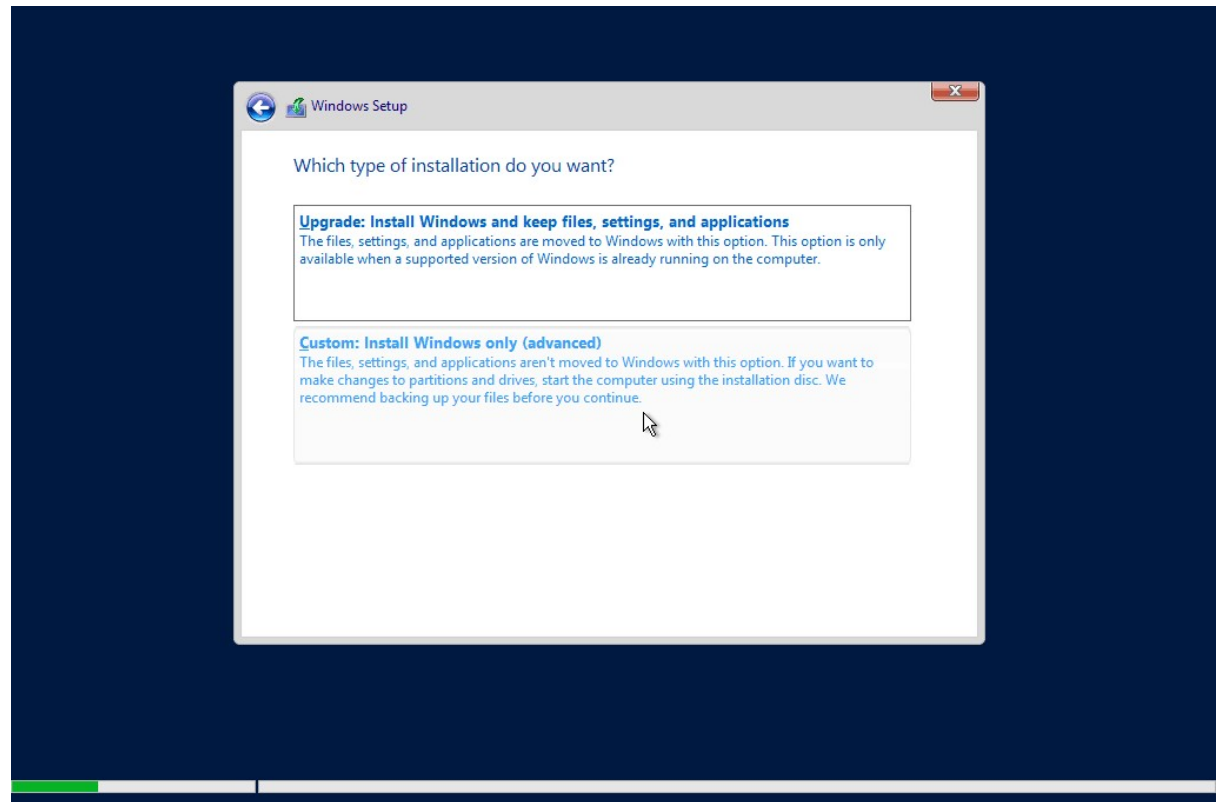 Windows Setup
X
Which type of installation do you want?
Upgrade: Install Windows and keep files, settings, and applications
The files, settings, and applications are moved to Windows with this option. This option is only
available when a supported version of Windows is already running on the computer.
Custom: Install Windows only (advanced)
The files, settings, and applications aren't moved to Windows with this option. If you want to
make changes to partitions and drives, start the computer using the installation disc. We
recommend backing up your files before you continue.